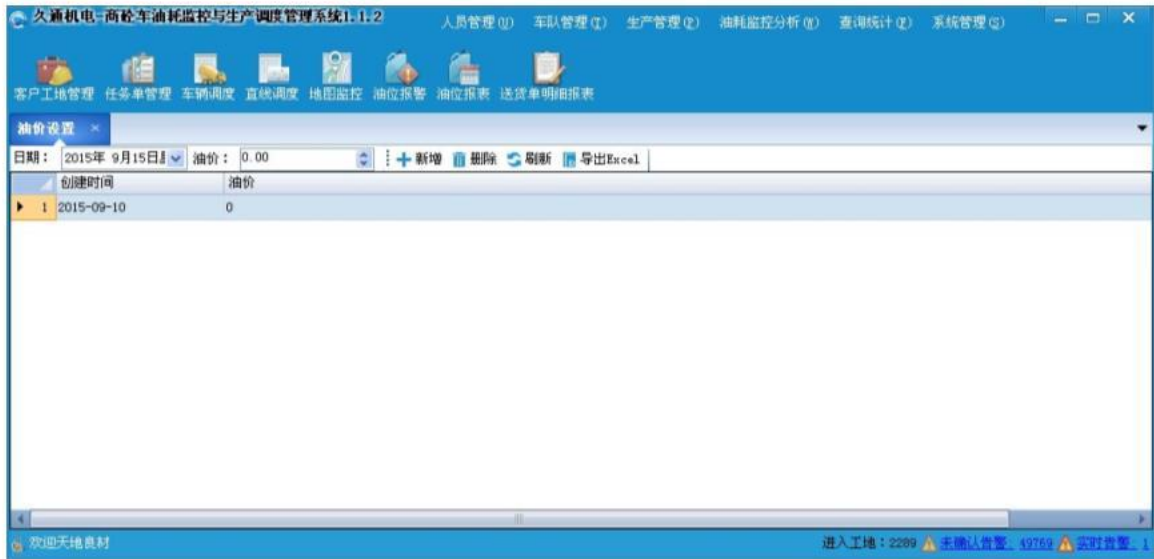 久通机电-商砼车油耗监控与生产调度管理系统1.1.2 人员管理(U) 车队管理(T) 生产管理(P) 油耗监控分析(W) 查询统计(R) 系统管理(S)
客户工地管理 任务单管理 车辆调度 直线调度 地图监控 油位报警 油位报表 送货单明细报表
油价设置
日期： 2015年 9月15日 油价： 0.00 新增 删除 刷新 导出Excel
创建时间 油价
1 2015-09-10 0
欢迎天地良材 进入工地：2289 未确认告警：49769 实时告警：1